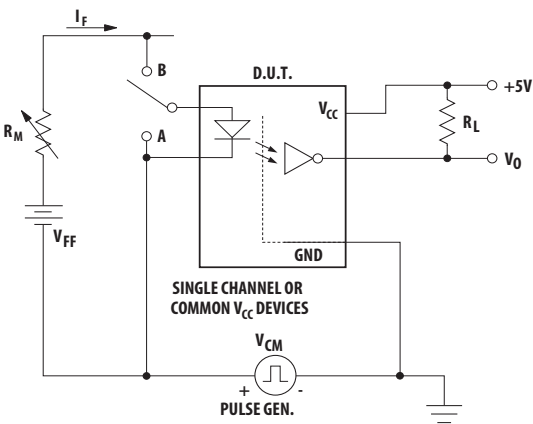 I_F
B
D.U.T.
+5V
V_CC
R_L
R_M
A
V_O
V_FF
GND
SINGLE CHANNEL OR
COMMON V_CC DEVICES
V_CM
+ -
PULSE GEN.